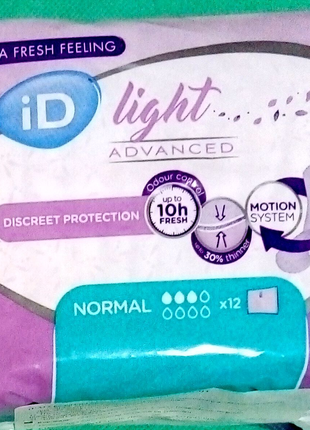 A FRESH FEELING
iD
light
ADVANCED
Odour control
up to
10h
FRESH
DISCREET PROTECTION
30% thinner
MOTION
SYSTEM
NORMAL
x12